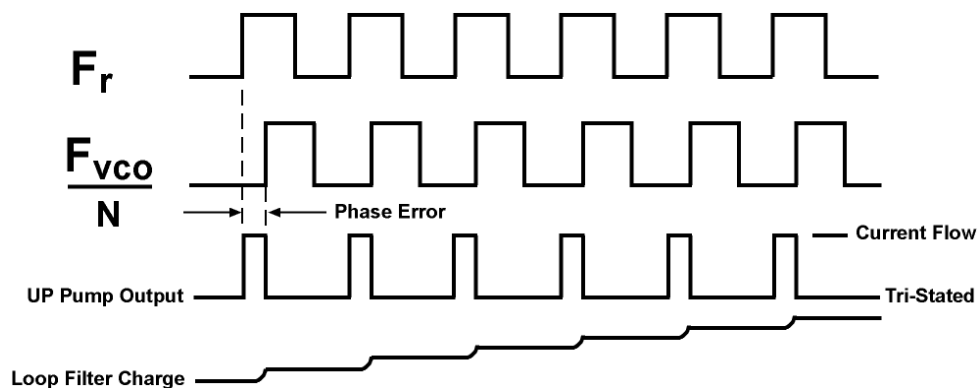 Fr
Fvco
N
Phase Error
Current Flow
UP Pump Output
Tri-Stated
Loop Filter Charge